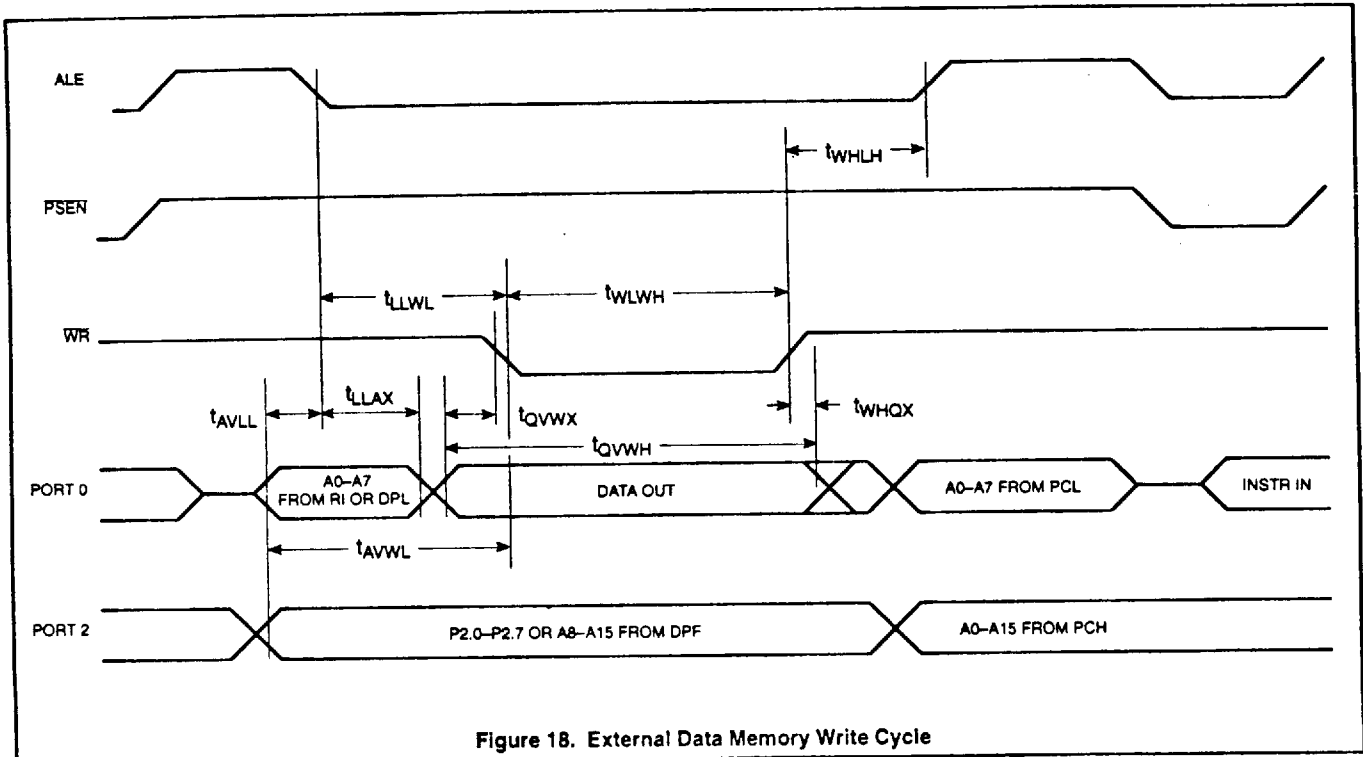 ALE
tWHLH
PSEN
tLLWL
tWLWH
WR
tAVLL
tLLAX
tQVWX
tWHQX
tQVWH
PORT 0
A0–A7
FROM RI OR DPL
DATA OUT
A0–A7 FROM PCL
INSTR IN
tAVWL
PORT 2
P2.0–P2.7 OR A8–A15 FROM DPF
A0–A15 FROM PCH
Figure 18. External Data Memory Write Cycle